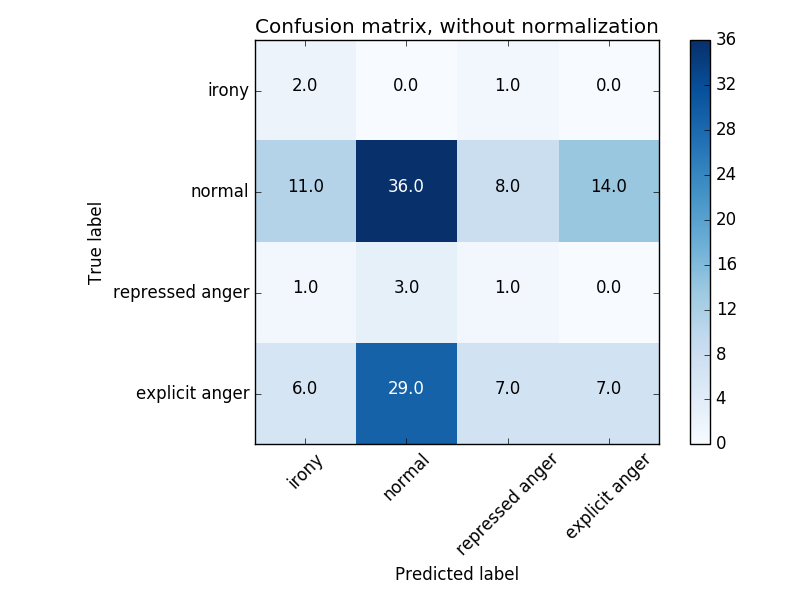 Confusion matrix, without normalization
irony 2.0 0.0 1.0 0.0
normal 11.0 36.0 8.0 14.0
repressed anger 1.0 3.0 1.0 0.0
explicit anger 6.0 29.0 7.0 7.0
irony normal repressed anger explicit anger
Predicted label
True label
36
32
28
24
20
16
12
8
4
0